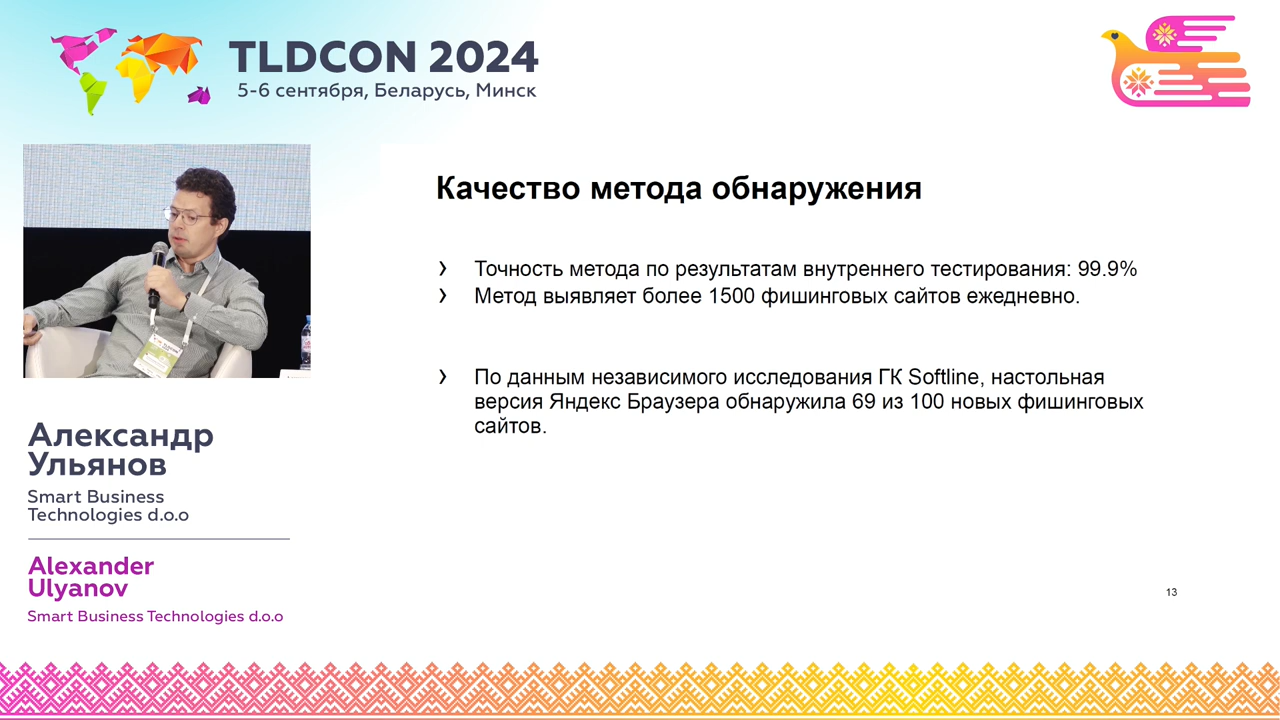 TLDCON 2024
5-6 сентября, Беларусь, Минск
Качество метода обнаружения
› Точность метода по результатам внутреннего тестирования: 99.9%
› Метод выявляет более 1500 фишинговых сайтов ежедневно.
› По данным независимого исследования ГК Softline, настольная
версия Яндекс Браузера обнаружила 69 из 100 новых фишинговых
сайтов.
Александр
Ульянов
Smart Business
Technologies d.o.o
Alexander
Ulyanov
Smart Business Technologies d.o.o
13